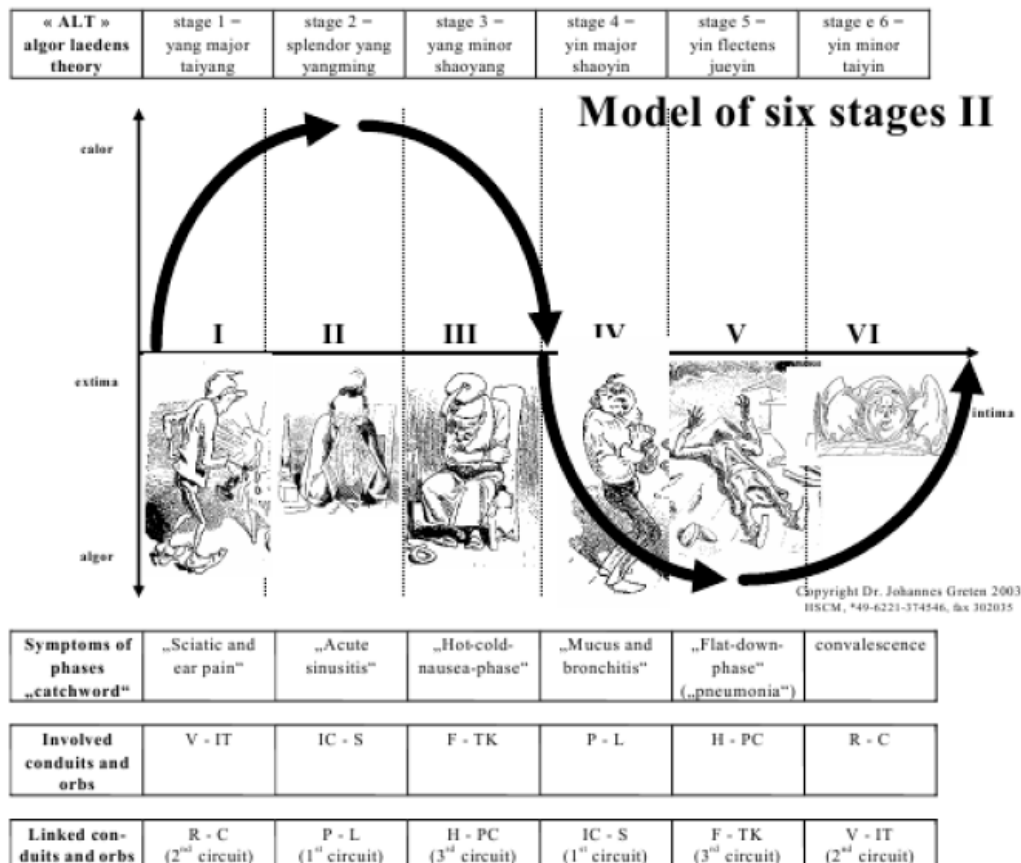 « ALT »
algor laedens
theory
stage 1 –
yang major
taiyang
stage 2 –
splendor yang
yangming
stage 3 –
yang minor
shaoyang
stage 4 –
yin major
shaoyin
stage 5 –
yin flectens
jueyin
stage e 6 –
yin minor
taiyin
Model of six stages II
calor
I
II
III
IV
V
VI
extima
intima
algor
Copyright Dr. Johannes Greten 2003
HSCM, *49-6221-374546, fax 302035
Symptoms of
phases
„catchword“
„Sciatic and
ear pain“
„Acute
sinusitis“
„Hot-cold-
nausea-phase“
„Mucus and
bronchitis“
„Flat-down-
phase“
(„pneumonia“)
convalescence
Involved
conduits and
orbs
V - IT
IC - S
F - TK
P - L
H - PC
R - C
Linked con-
duits and orbs
R - C
(2nd circuit)
P - L
(1st circuit)
H - PC
(3rd circuit)
IC - S
(1st circuit)
F - TK
(3rd circuit)
V - IT
(2nd circuit)